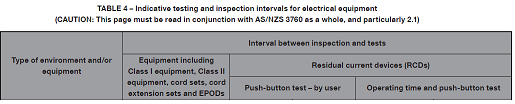 TABLE 4 – Indicative testing and inspection intervals for electrical equipment
(CAUTION: This page must be read in conjunction with AS/NZS 3760 as a whole, and particularly 2.1)
Type of environment and/or
equipment
Interval between inspection and tests
Equipment including
Class I equipment, Class II
equipment, cord sets, cord
extension sets and EPODs
Residual current devices (RCDs)
Push-button test – by user
Operating time and push-button test